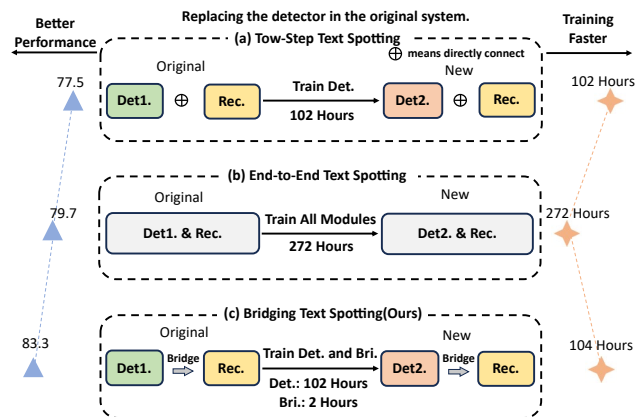 Better Performance
Replacing the detector in the original system.
Training Faster
(a) Tow-Step Text Spotting
⊕ means directly connect
Original
New
77.5
102 Hours
Det1. ⊕ Rec.
Train Det.
102 Hours
Det2. ⊕ Rec.
(b) End-to-End Text Spotting
Original
New
79.7
272 Hours
Det1. & Rec.
Train All Modules
272 Hours
Det2. & Rec.
(c) Bridging Text Spotting(Ours)
Original
New
83.3
104 Hours
Det1. Bridge Rec.
Train Det. and Bri.
Det.: 102 Hours
Bri.: 2 Hours
Det2. Bridge Rec.